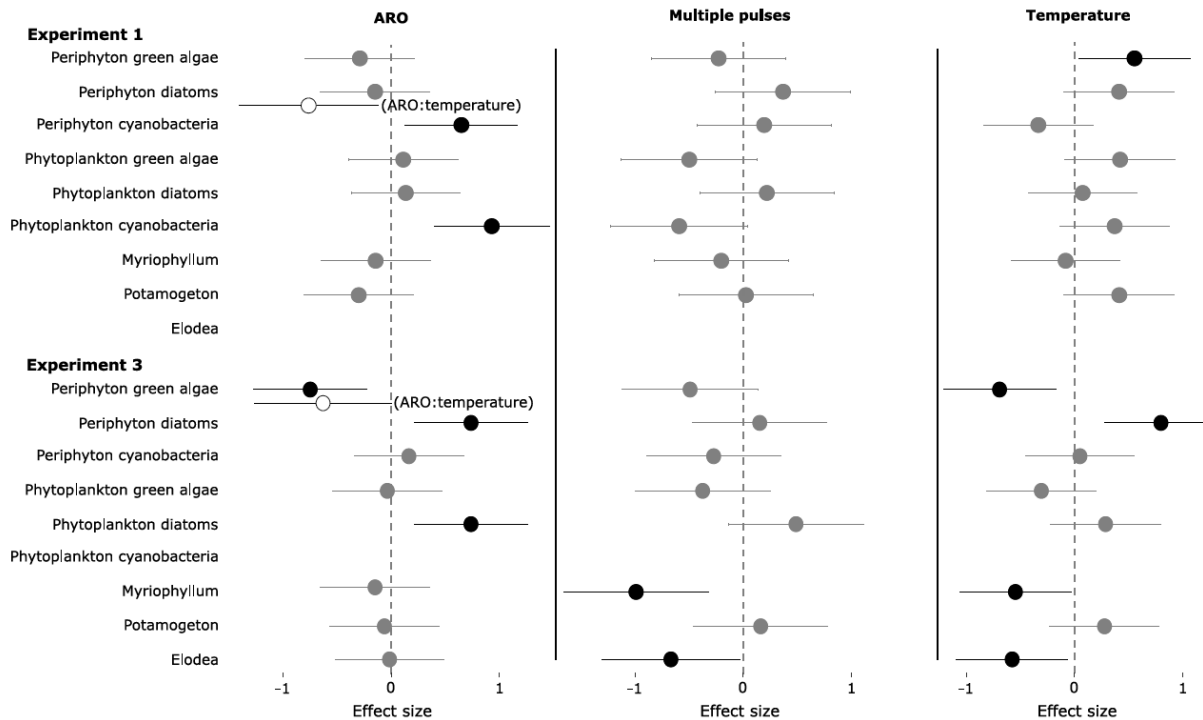 ARO Multiple pulses Temperature
Experiment 1
Periphyton green algae
Periphyton diatoms
(ARO:temperature)
Periphyton cyanobacteria
Phytoplankton green algae
Phytoplankton diatoms
Phytoplankton cyanobacteria
Myriophyllum
Potamogeton
Elodea
Experiment 3
Periphyton green algae
(ARO:temperature)
Periphyton diatoms
Periphyton cyanobacteria
Phytoplankton green algae
Phytoplankton diatoms
Phytoplankton cyanobacteria
Myriophyllum
Potamogeton
Elodea
−1 0 1 −1 0 1 −1 0 1
Effect size Effect size Effect size